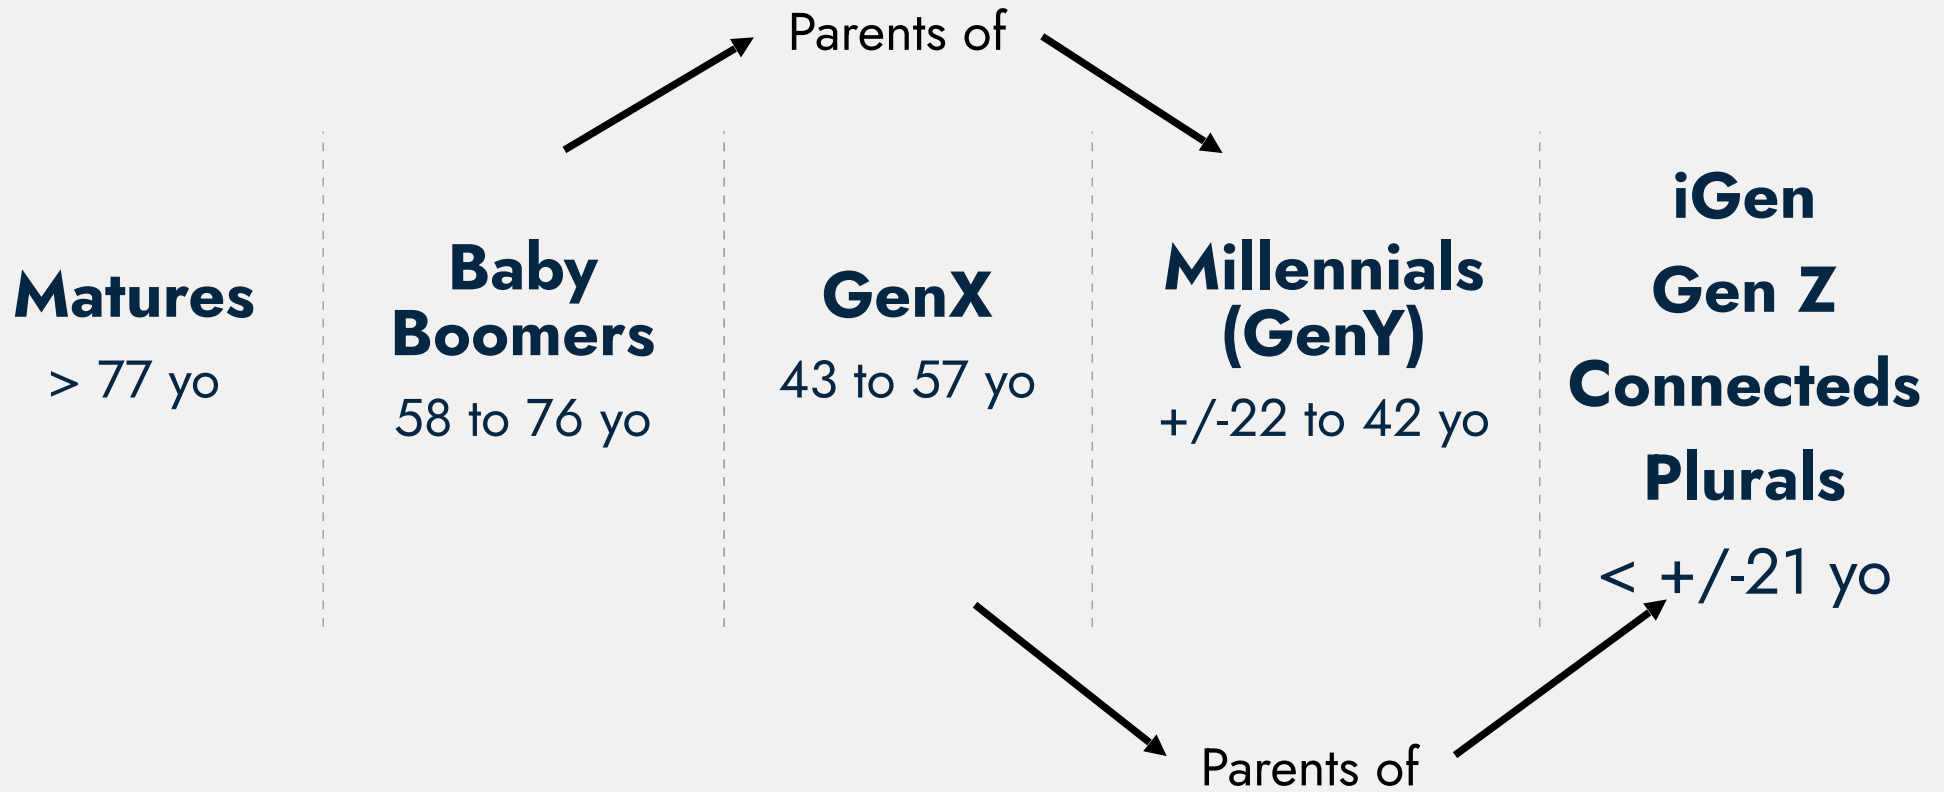 Parents of
Matures
> 77 yo
Baby
Boomers
58 to 76 yo
GenX
43 to 57 yo
Millennials
(GenY)
+/-22 to 42 yo
iGen
Gen Z
Connecteds
Plurals
< +/-21 yo
Parents of